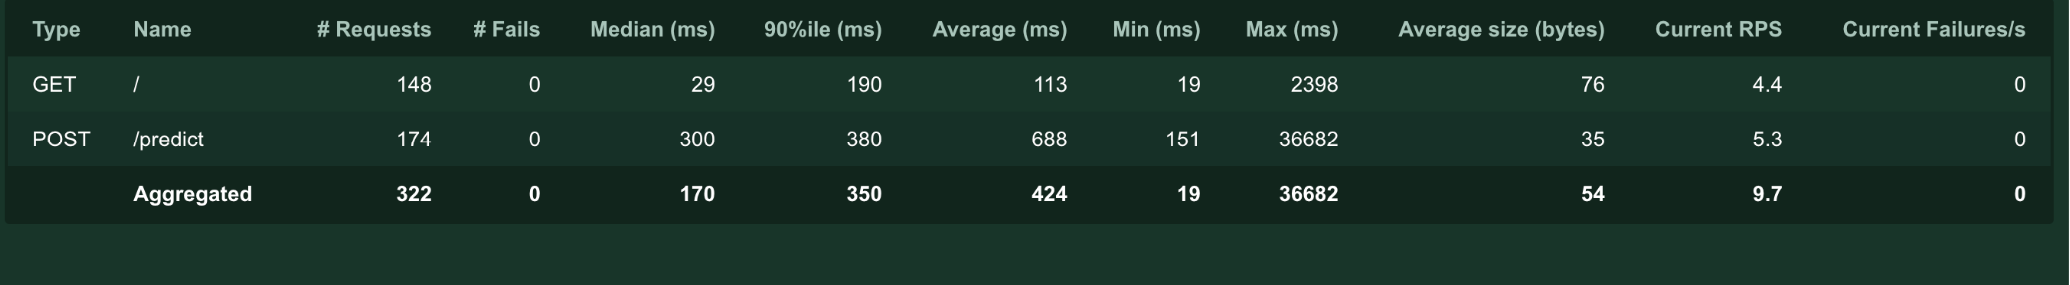 Type Name # Requests # Fails Median (ms) 90%ile (ms) Average (ms) Min (ms) Max (ms) Average size (bytes) Current RPS Current Failures/s
GET / 148 0 29 190 113 19 2398 76 4.4 0
POST /predict 174 0 300 380 688 151 36682 35 5.3 0
Aggregated 322 0 170 350 424 19 36682 54 9.7 0